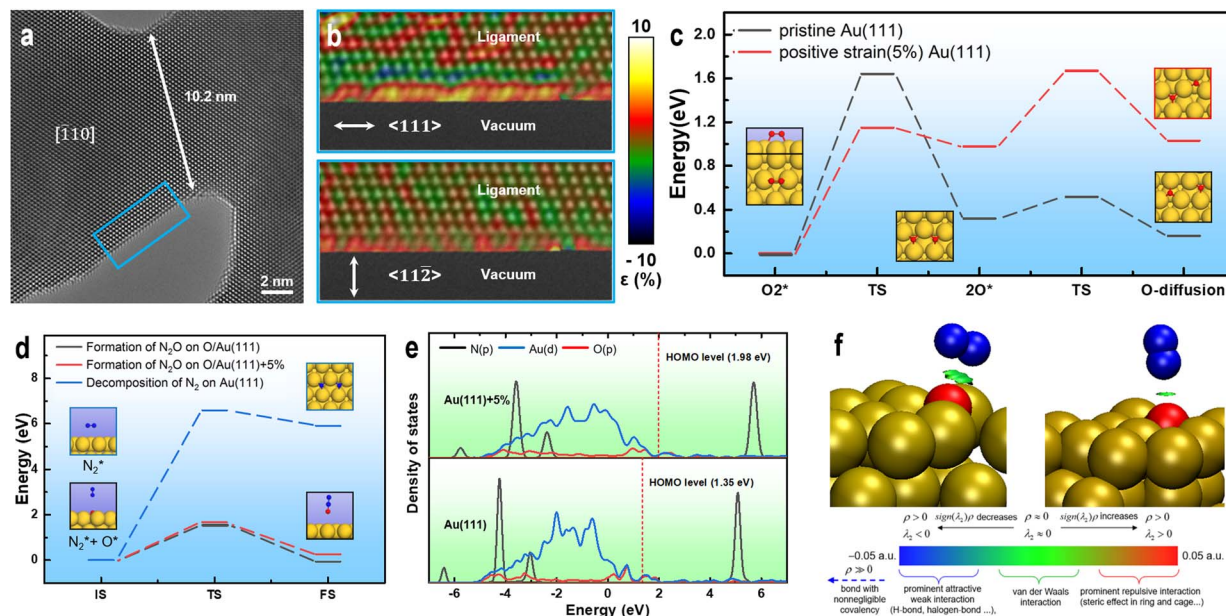 a
10.2 nm
[1̄10]
2 nm
b
Ligament
<111>
Vacuum
Ligament
<112̄>
Vacuum
10
- 10
ε (%)
c
pristine Au(111)
positive strain(5%) Au(111)
Energy(eV)
2.0
1.6
1.2
0.8
0.4
0.0
O2*
TS
2O*
TS
O-diffusion
d
Formation of N₂O on O/Au(111)
Formation of N₂O on O/Au(111)+5%
Decomposition of N₂ on Au(111)
Energy (eV)
8
6
4
2
0
N₂*
N₂*+ O*
IS
TS
FS
e
N(p)
Au(d)
O(p)
HOMO level (1.98 eV)
Au(111)+5%
Density of states
HOMO level (1.35 eV)
Au(111)
-6
-4
-2
0
2
4
6
Energy (eV)
f
ρ > 0
sign(λ₂)ρ decreases
ρ ≈ 0
sign(λ₂)ρ increases
ρ > 0
λ₂ < 0
λ₂ ≈ 0
λ₂ > 0
−0.05 a.u.
0.05 a.u.
ρ ≫ 0
bond with
nonnegligible
covalency
prominent attractive
weak interaction
(H-bond, halogen-bond ...),
van der Waals
interaction
prominent repulsive interaction
(steric effect in ring and cage...)